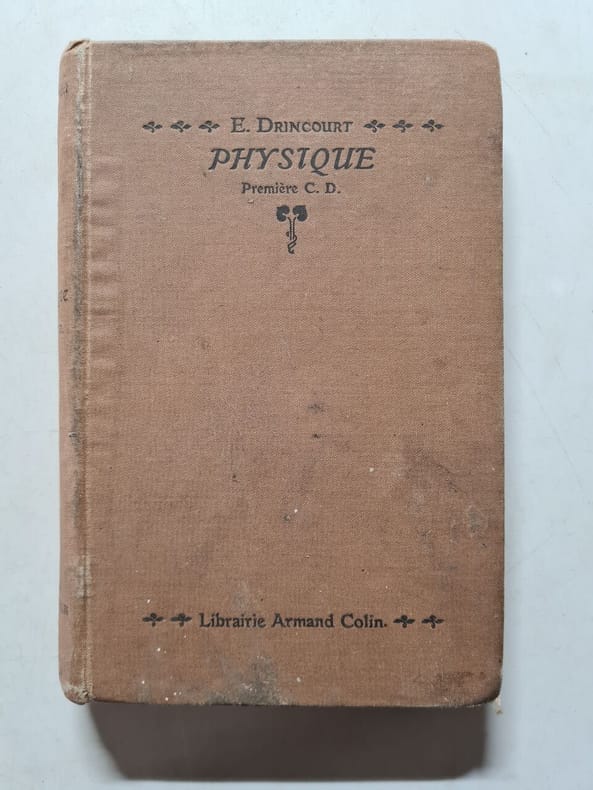 E. DRINCOURT
PHYSIQUE
Première C. D.
Librairie Armand Colin.